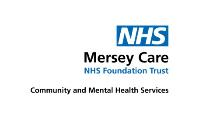 NHS
Mersey Care
NHS Foundation Trust
Community and Mental Health Services